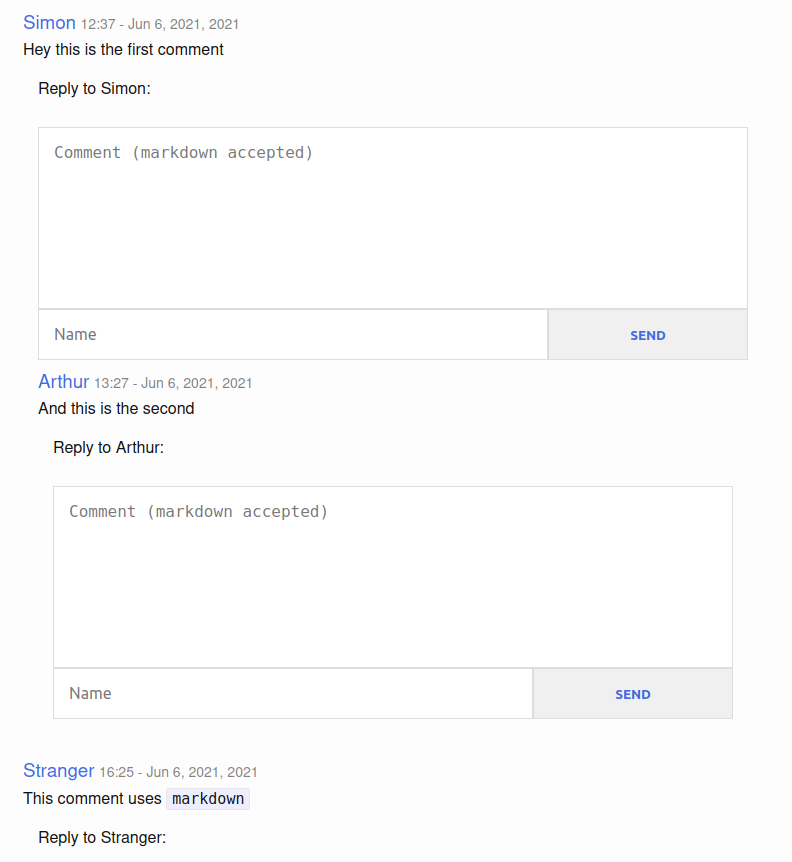 Simon 12:37 - Jun 6, 2021, 2021
Hey this is the first comment
Reply to Simon:
Comment (markdown accepted)
Name SEND
Arthur 13:27 - Jun 6, 2021, 2021
And this is the second
Reply to Arthur:
Comment (markdown accepted)
Name SEND
Stranger 16:25 - Jun 6, 2021, 2021
This comment uses markdown
Reply to Stranger: